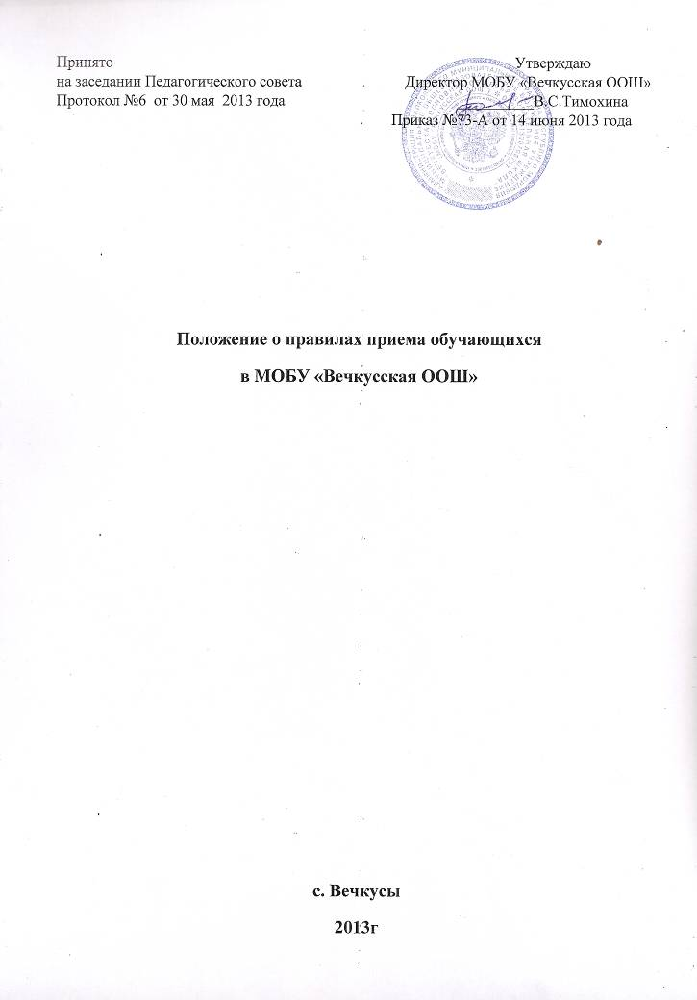 Принято
на заседании Педагогического совета
Протокол №6 от 30 мая 2013 года
Утверждаю
Директор МОБУ «Вечкусская ООШ»
В.С.Тимохина
Приказ №73-А от 14 июня 2013 года
Положение о правилах приема обучающихся
в МОБУ «Вечкусская ООШ»
с. Вечкусы
2013г